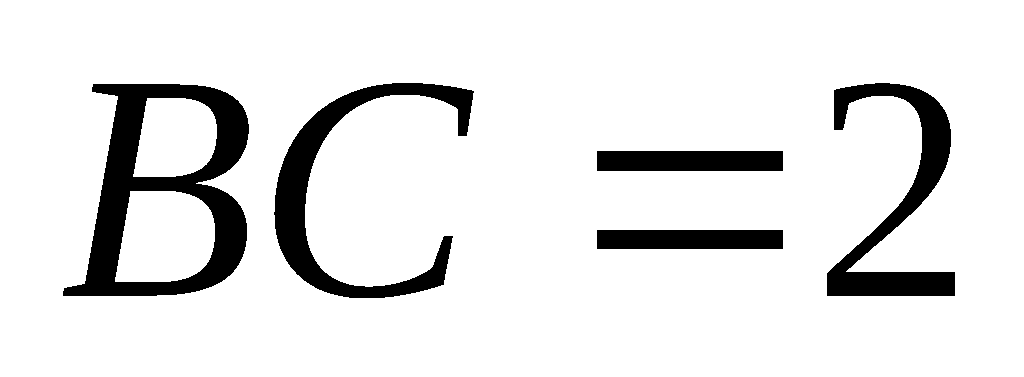 BC = 2